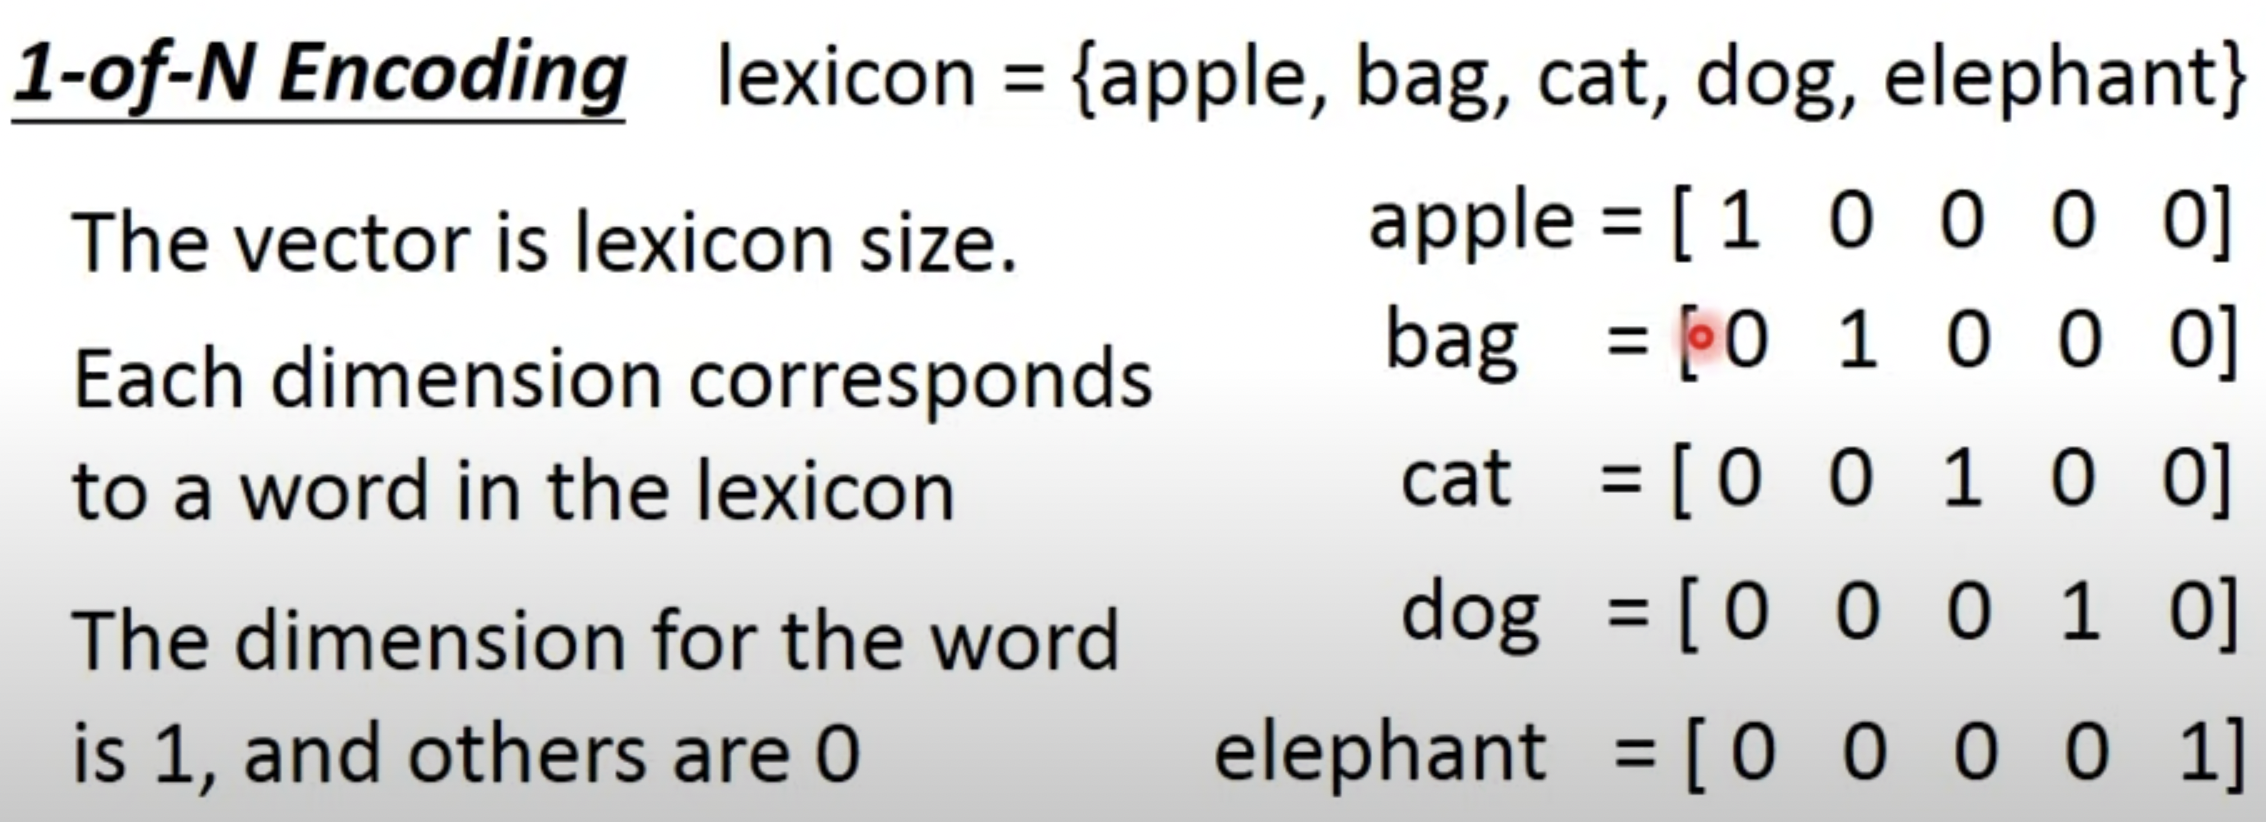 1-of-N Encoding lexicon = {apple, bag, cat, dog, elephant}
The vector is lexicon size.
Each dimension corresponds
to a word in the lexicon
The dimension for the word
is 1, and others are 0
apple = [ 1 0 0 0 0]
bag = [ 0 1 0 0 0]
cat = [ 0 0 1 0 0]
dog = [ 0 0 0 1 0]
elephant = [ 0 0 0 0 1]